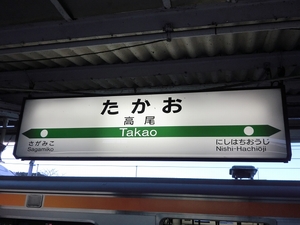 たかお
高尾
Takao
さがみこ
Sagamiko
にしはちおうじ
Nishi-Hachiōji